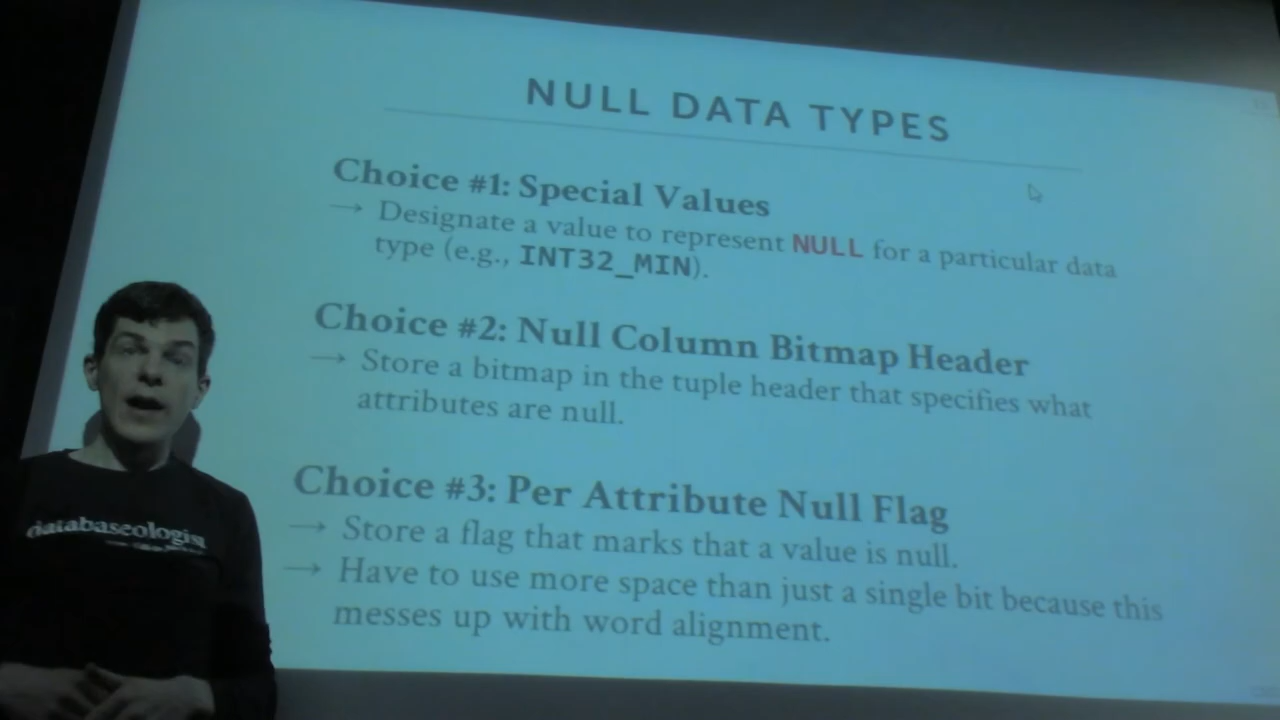 NULL DATA TYPES
Choice #1: Special Values
→ Designate a value to represent NULL for a particular data
type (e.g., INT32_MIN).
Choice #2: Null Column Bitmap Header
→ Store a bitmap in the tuple header that specifies what
attributes are null.
Choice #3: Per Attribute Null Flag
→ Store a flag that marks that a value is null.
→ Have to use more space than just a single bit because this
messes up with word alignment.
databaseologist